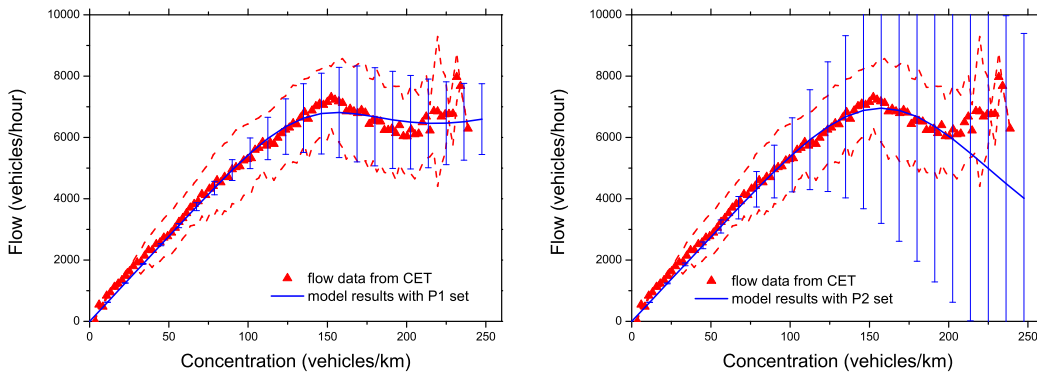 10000
8000
6000
4000
2000
0
Flow (vehicles/hour)
flow data from CET
model results with P1 set
0 50 100 150 200 250
Concentration (vehicles/km)
10000
8000
6000
4000
2000
0
Flow (vehicles/hour)
flow data from CET
model results with P2 set
0 50 100 150 200 250
Concentration (vehicles/km)